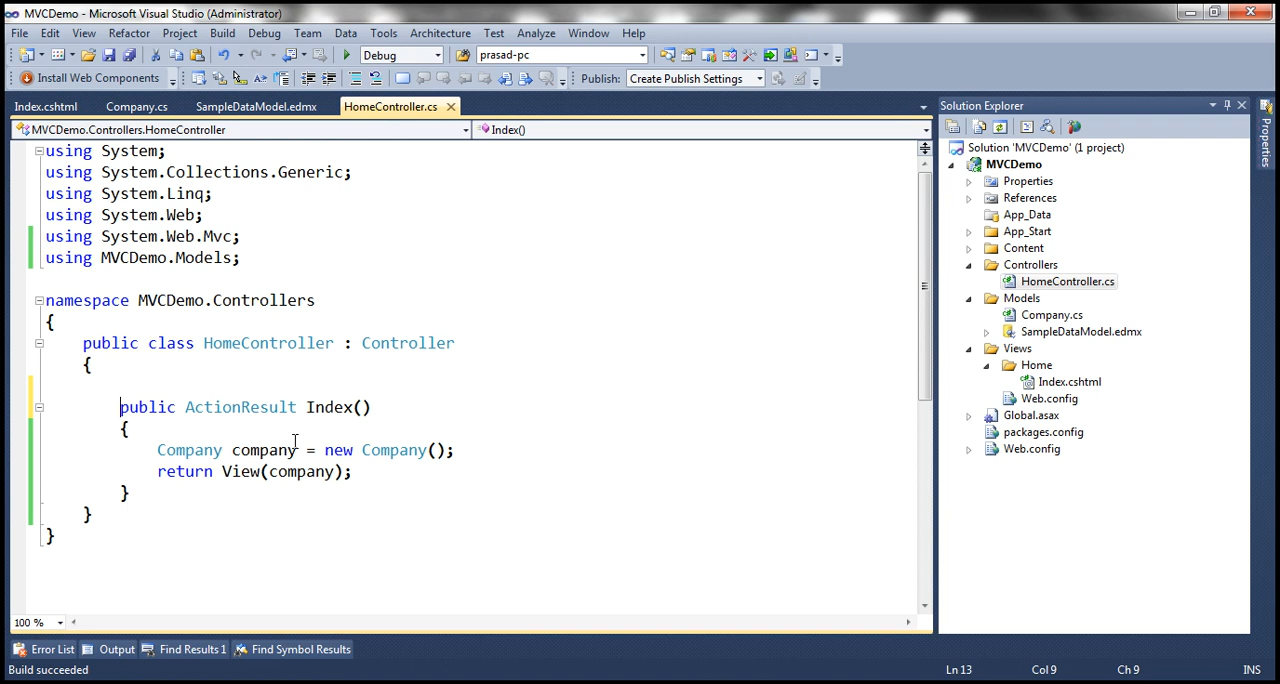 MVCDemo - Microsoft Visual Studio (Administrator)
File Edit View Refactor Project Build Debug Team Data Tools Architecture Test Analyze Window Help
Debug prasad-pc
Install Web Components Publish: Create Publish Settings
Index.cshtml Company.cs SampleDataModel.edmx HomeController.cs
MVCDemo.Controllers.HomeController Index()
using System;
using System.Collections.Generic;
using System.Linq;
using System.Web;
using System.Web.Mvc;
using MVCDemo.Models;
namespace MVCDemo.Controllers
{
public class HomeController : Controller
{
public ActionResult Index()
{
Company company = new Company();
return View(company);
}
}
}
100 %
Solution Explorer
Solution 'MVCDemo' (1 project)
MVCDemo
Properties
References
App_Data
App_Start
Content
Controllers
HomeController.cs
Models
Company.cs
SampleDataModel.edmx
Views
Home
Index.cshtml
Web.config
Global.asax
packages.config
Web.config
Properties
Error List Output Find Results 1 Find Symbol Results
Build succeeded Ln 13 Col 9 Ch 9 INS